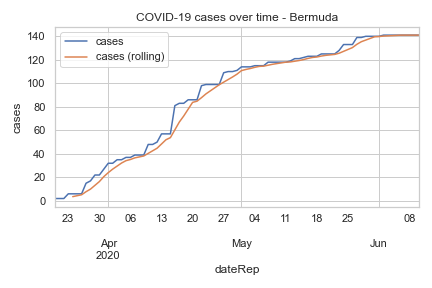 COVID-19 cases over time - Bermuda
cases
cases (rolling)
140
120
100
80
60
40
20
0
cases
23 30 06 13 20 27 04 11 18 25 08
Apr May Jun
2020
dateRep